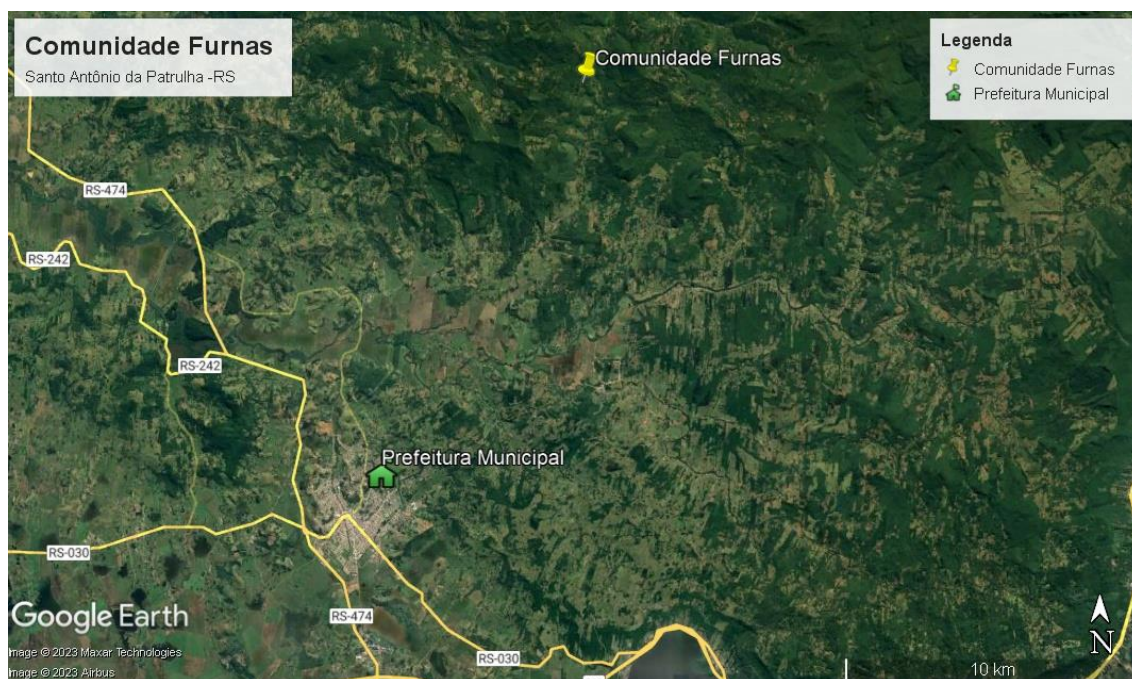 Comunidade Furnas
Santo Antônio da Patrulha -RS
Legenda
Comunidade Furnas
Prefeitura Municipal
Comunidade Furnas
RS-474
RS-242
RS-242
Prefeitura Municipal
RS-030
RS-474
RS-030
Google Earth
Image © 2023 Maxar Technologies
Image © 2023 Airbus
10 km
N